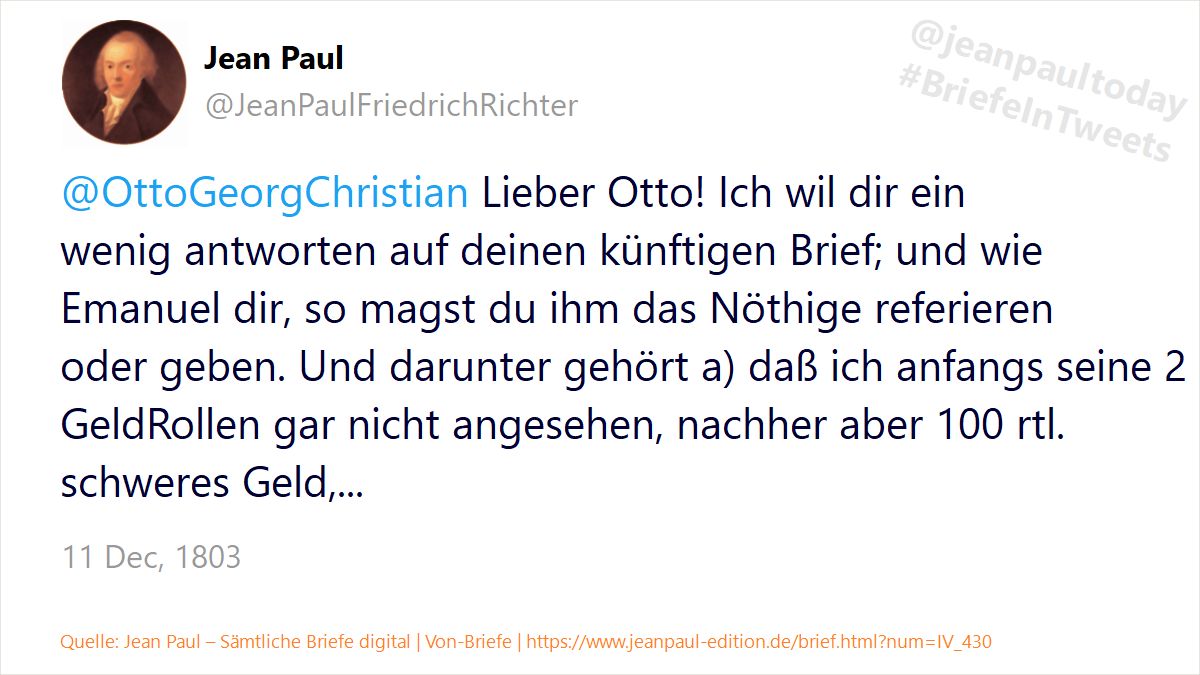 Jean Paul
@JeanPaulFriedrichRichter
@jeanpaultoday
#BriefeInTweets
@OttoGeorgChristian Lieber Otto! Ich wil dir ein
wenig antworten auf deinen künftigen Brief; und wie
Emanuel dir, so magst du ihm das Nöthige referieren
oder geben. Und darunter gehört a) daß ich anfangs seine 2
GeldRollen gar nicht angesehen, nachher aber 100 rtl.
schweres Geld,...
11 Dec, 1803
Quelle: Jean Paul – Sämtliche Briefe digital | Von-Briefe | https://www.jeanpaul-edition.de/brief.html?num=IV_430